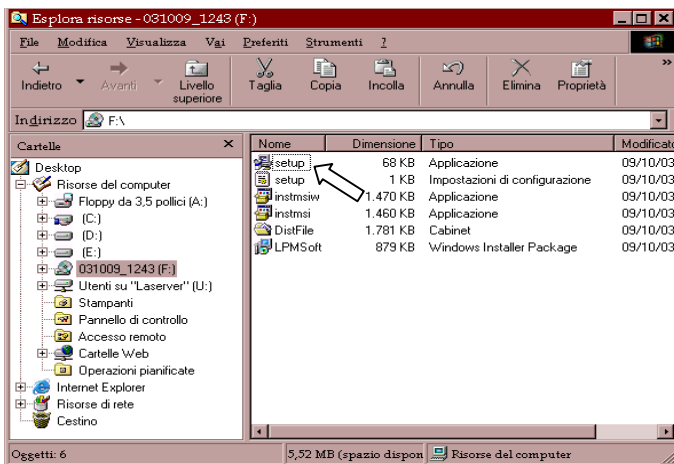 Esplora risorse - 031009_1243 (F:)
File Modifica Visualizza Vai Preferiti Strumenti ?
Indietro Avanti Livello superiore Taglia Copia Incolla Annulla Elimina Proprietà »
Indirizzo F:\
Cartelle ×
Desktop
Risorse del computer
Floppy da 3,5 pollici (A:)
(C:)
(D:)
(E:)
031009_1243 (F:)
Utenti su "Laserver" (U:)
Stampanti
Pannello di controllo
Accesso remoto
Cartelle Web
Operazioni pianificate
Internet Explorer
Risorse di rete
Cestino
Nome Dimensione Tipo Modificato
setup 68 KB Applicazione 09/10/03
setup 1 KB Impostazioni di configurazione 09/10/03
instmsiw 1.470 KB Applicazione 09/10/03
instmsi 1.460 KB Applicazione 09/10/03
DistFile 1.781 KB Cabinet 09/10/03
LPMSoft 879 KB Windows Installer Package 09/10/03
Oggetti: 6 5,52 MB (spazio dispon Risorse del computer